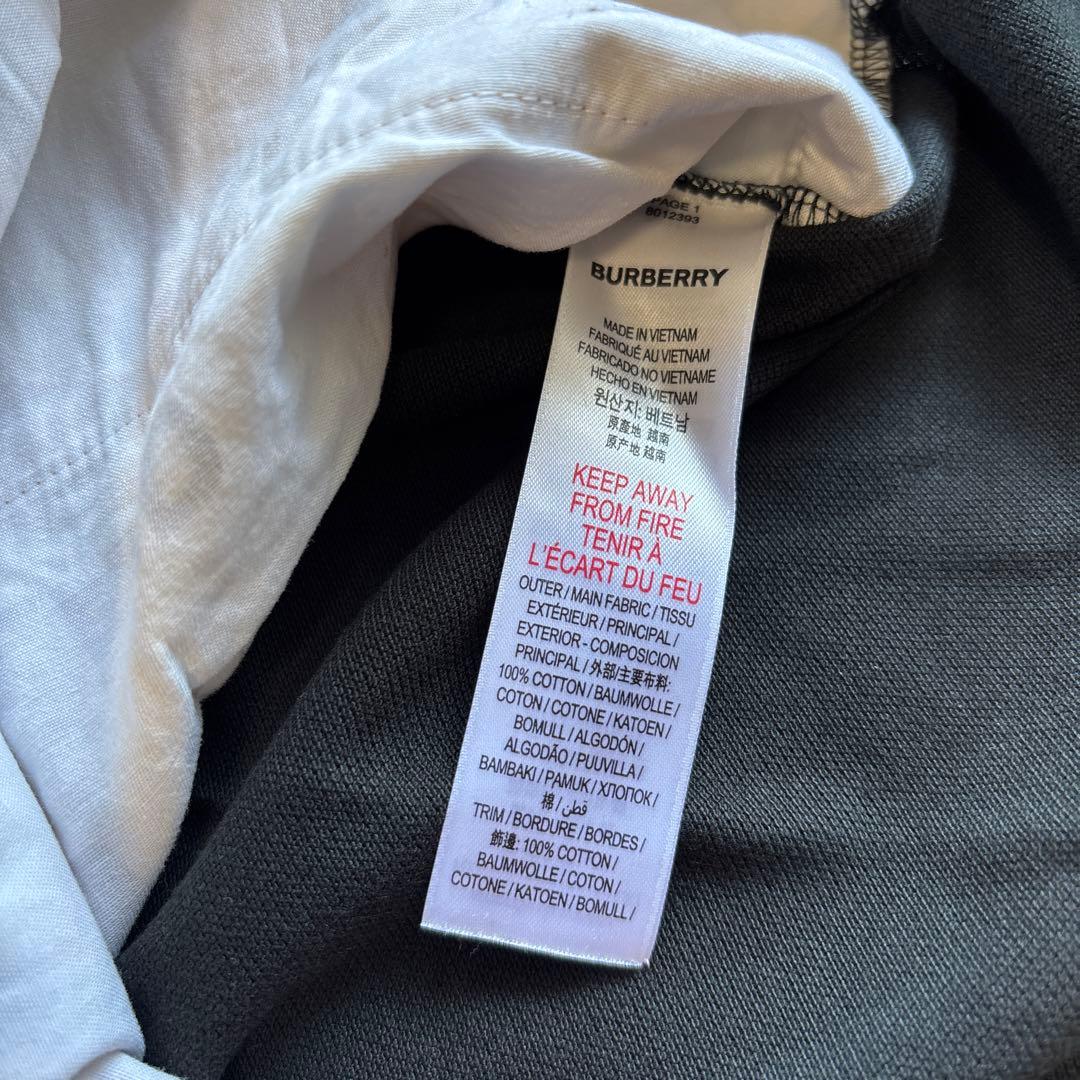 PAGE 1
8012393
BURBERRY
MADE IN VIETNAM
FABRIQUÉ AU VIETNAM
FABRICADO NO VIETNAME
HECHO EN VIETNAM
원산지: 베트남
原產地 越南
原产地 越南
KEEP AWAY
FROM FIRE
TENIR À
L'ÉCART DU FEU
OUTER / MAIN FABRIC / TISSU
EXTÉRIEUR / PRINCIPAL /
EXTERIOR - COMPOSICION
PRINCIPAL / 外部/主要布料:
100% COTTON / BAUMWOLLE /
COTON / COTONE / KATOEN /
BOMULL / ALGODÓN /
ALGODÃO / PUUVILLA /
BAMBAKI / PAMUK / ХЛОПОК /
棉 / قطن /
TRIM / BORDURE / BORDES /
飾邊: 100% COTTON /
BAUMWOLLE / COTON /
COTONE / KATOEN / BOMULL /